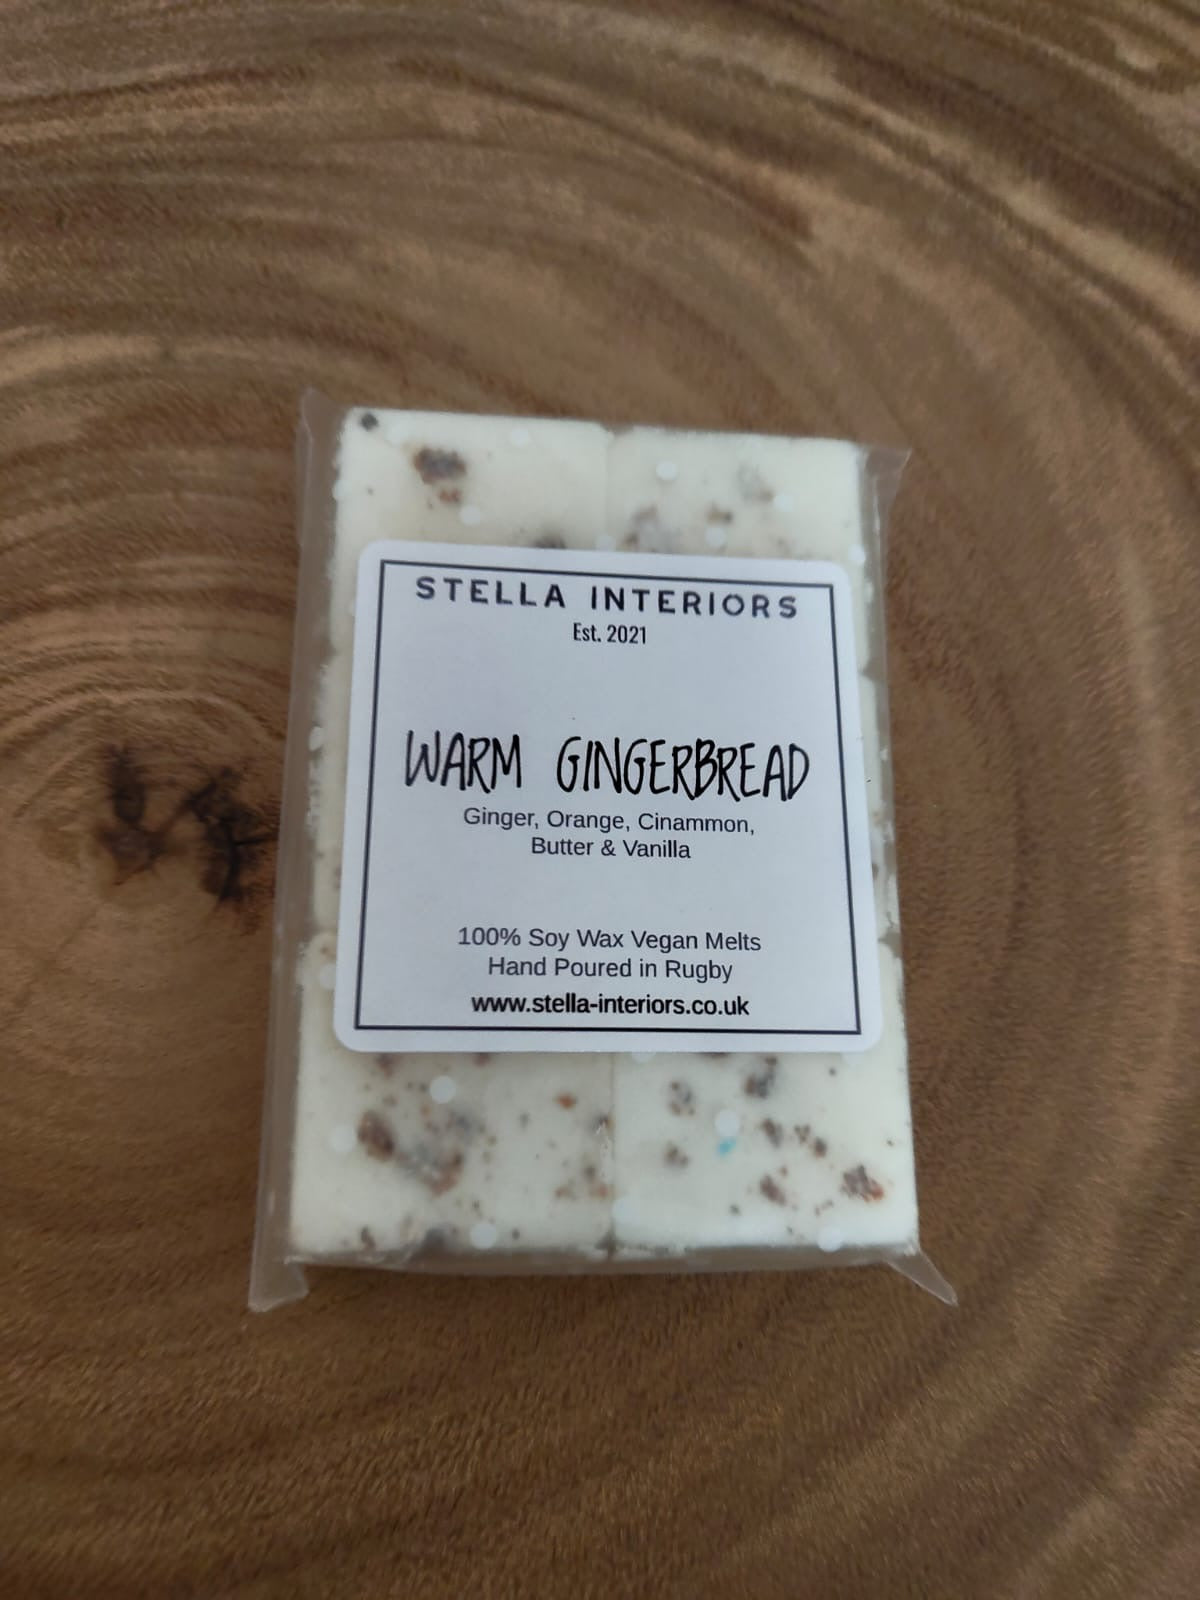 STELLA INTERIORS
Est. 2021
WARM GINGERBREAD
Ginger, Orange, Cinammon,
Butter & Vanilla
100% Soy Wax Vegan Melts
Hand Poured in Rugby
www.stella-interiors.co.uk